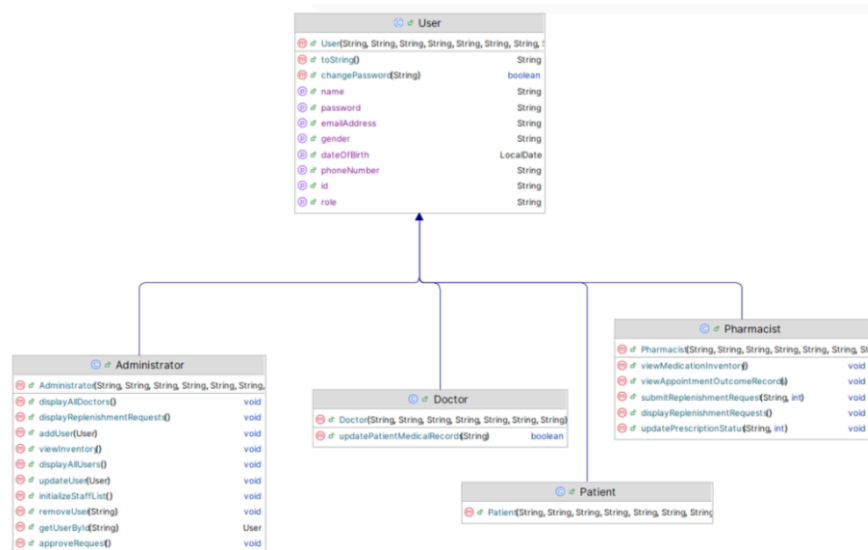 User
User(String, String, String, String, String, String, String,
toString() String
changePassword(String) boolean
name String
password String
emailAddress String
gender String
dateOfBirth LocalDate
phoneNumber String
id String
role String
Administrator
Administrator(String, String, String, String, String, String,
displayAllDoctors() void
displayReplenishmentRequests() void
addUser(User) void
viewInventory() void
displayAllUsers() void
updateUser(User) void
initializeStaffList() void
removeUser(String) void
getUserById(String) User
approveRequest() void
Doctor
Doctor(String, String, String, String, String, String, String)
updatePatientMedicalRecords(String) boolean
Patient
Patient(String, String, String, String, String, String, String
Pharmacist
Pharmacist(String, String, String, String, String, String, St
viewMedicationInventory() void
viewAppointmentOutcomeRecord() void
submitReplenishmentRequest(String, int) void
displayReplenishmentRequests() void
updatePrescriptionStatus(String, int) void